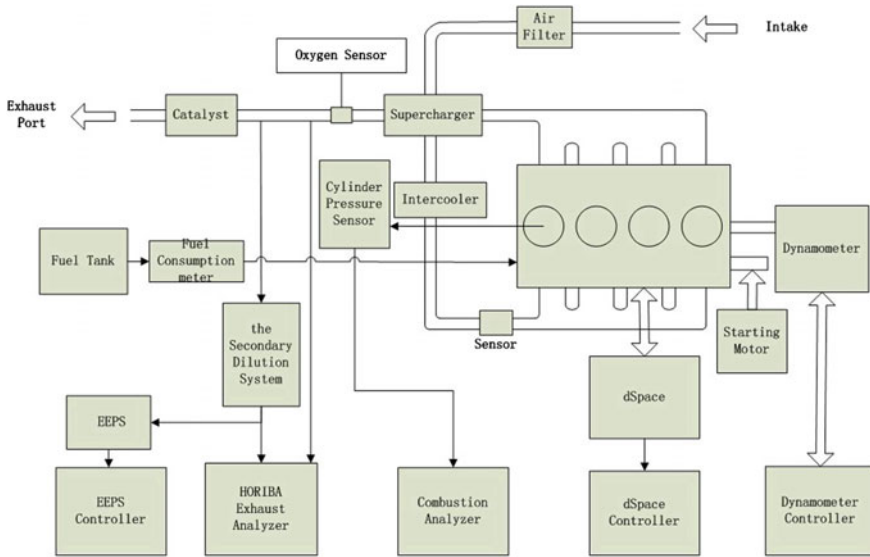 Air
Filter
Intake
Oxygen Sensor
Exhaust
Port
Catalyst
Supercharger
Cylinder
Pressure
Sensor
Intercooler
Fuel Tank
Fuel
Consumption
meter
Dynamometer
Sensor
Starting
Motor
the
Secondary
Dilution
System
dSpace
EEPS
EEPS
Controller
HORIBA
Exhaust
Analyzer
Combustion
Analyzer
dSpace
Controller
Dynamometer
Controller